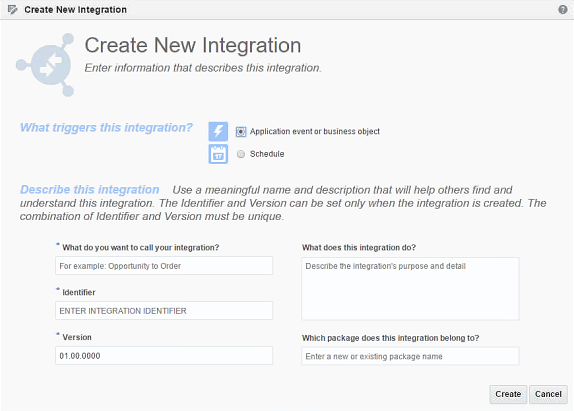 Create New Integration
Create New Integration
Enter information that describes this integration.
What triggers this integration?
Application event or business object
17
Schedule
Describe this integration Use a meaningful name and description that will help others find and
understand this integration. The Identifier and Version can be set only when the integration is created. The
combination of Identifier and Version must be unique.
* What do you want to call your integration?
For example: Opportunity to Order
* Identifier
ENTER INTEGRATION IDENTIFIER
* Version
01.00.0000
What does this integration do?
Describe the integration's purpose and detail
Which package does this integration belong to?
Enter a new or existing package name
Create
Cancel